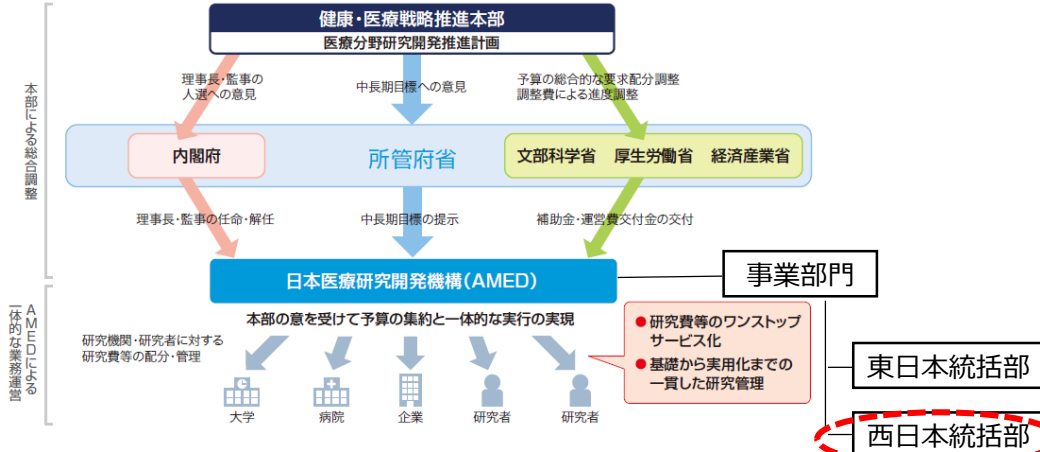 健康・医療戦略推進本部
医療分野研究開発推進計画
理事長・監事の
人選への意見
中長期目標への意見
予算の総合的な要求配分調整
調整費による進度調整
本部による総合調整
内閣府
所管府省
文部科学省 厚生労働省 経済産業省
理事長・監事の任命・解任
中長期目標の提示
補助金・運営費交付金の交付
日本医療研究開発機構(AMED)
事業部門
本部の意を受けて予算の集約と一体的な実行の実現
AMEDによる
一体的な業務運営
研究機関・研究者に対する
研究費等の配分・管理
● 研究費等のワンストップ
サービス化
● 基礎から実用化までの
一貫した研究管理
大学
病院
企業
研究者
研究者
東日本統括部
西日本統括部